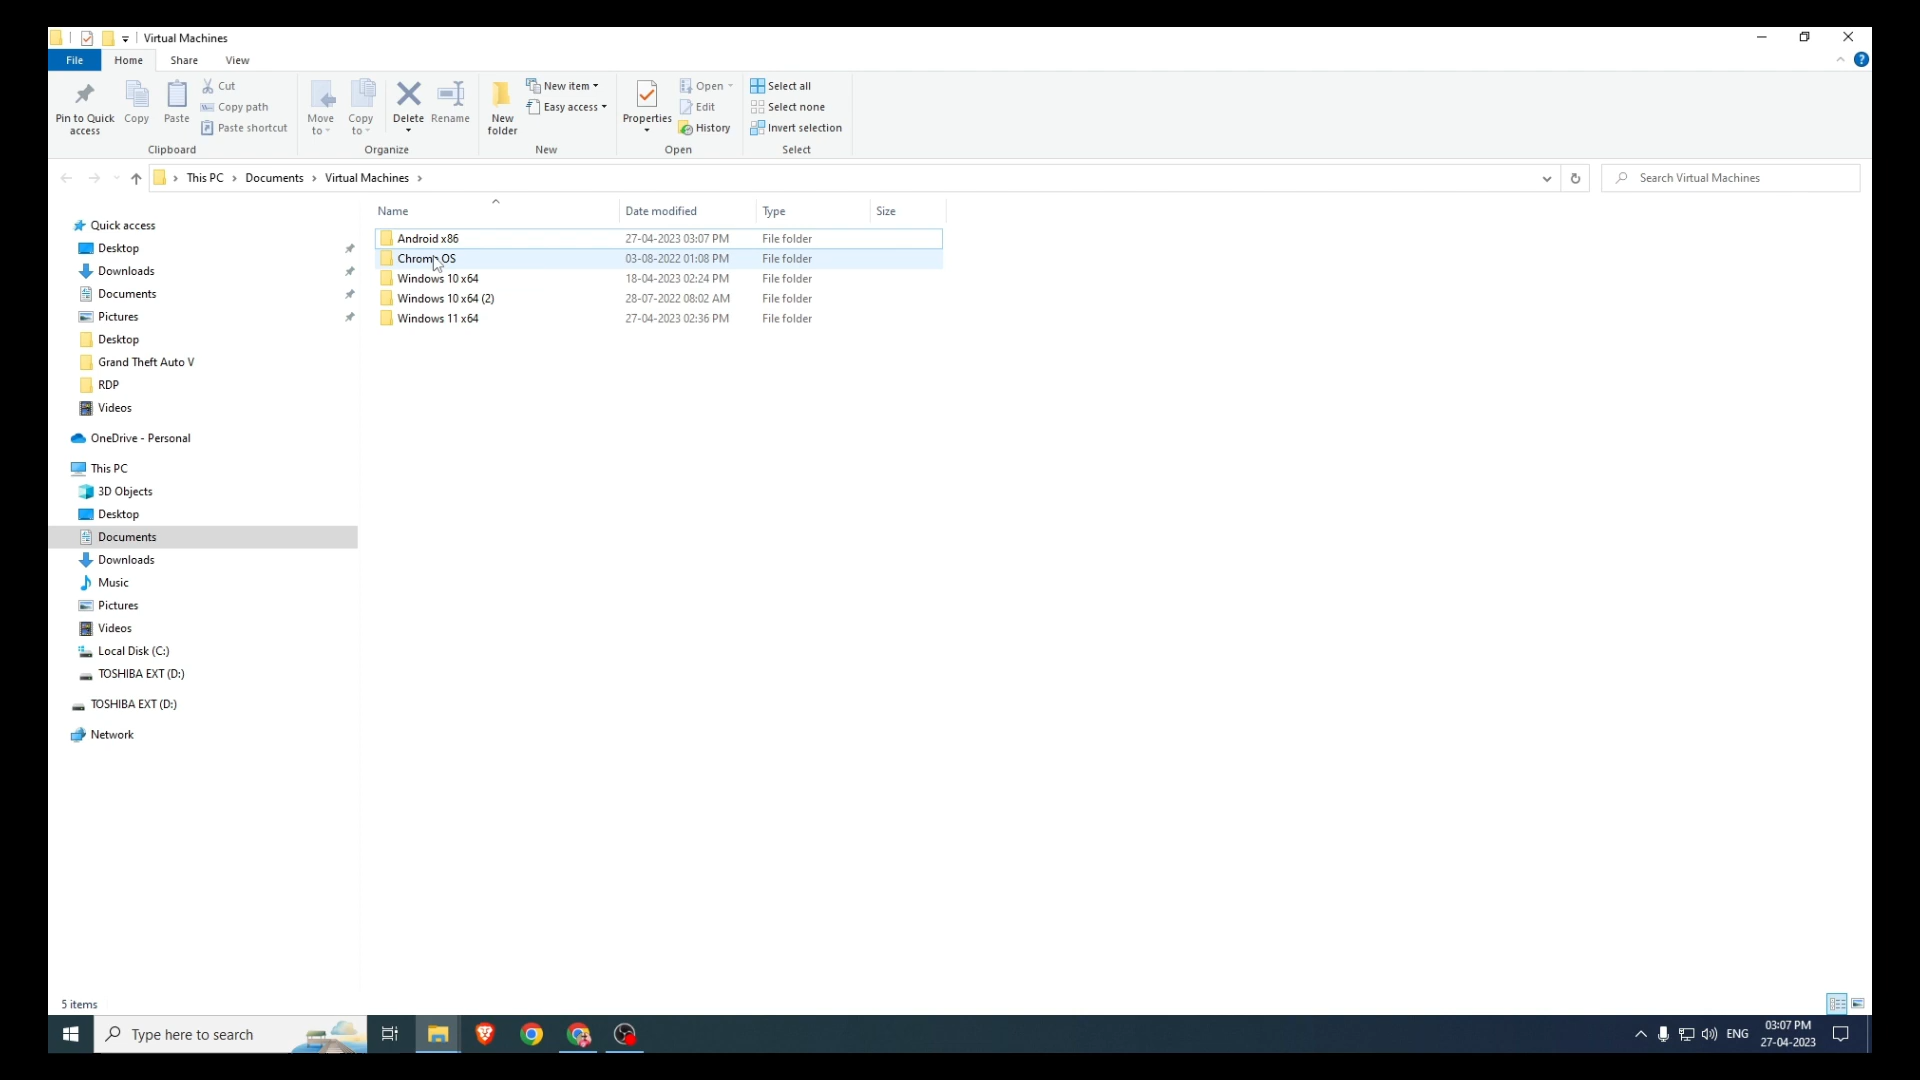 Virtual Machines
File Home Share View
Pin to Quick access
Copy
Paste
Cut
Copy path
Paste shortcut
Clipboard
Move to
Copy to
Delete
Rename
Organize
New folder
New item
Easy access
New
Properties
Open
Edit
History
Open
Select all
Select none
Invert selection
Select
This PC > Documents > Virtual Machines >
Search Virtual Machines
Name Date modified Type Size
Android x86 27-04-2023 03:07 PM File folder
OS 03-08-2022 01:08 PM File folder
Windows 10 x64 18-04-2023 02:24 PM File folder
Windows 10 x64 (2) 28-07-2022 08:02 AM File folder
Windows 11 x64 27-04-2023 02:36 PM File folder
Quick access
Desktop
Downloads
Documents
Pictures
Desktop
Grand Theft Auto V
RDP
Videos
OneDrive - Personal
This PC
3D Objects
Desktop
Documents
Downloads
Music
Pictures
Videos
Local Disk (C:)
TOSHIBA EXT (D:)
TOSHIBA EXT (D:)
Network
5 items
Type here to search
ENG
03:07 PM
27-04-2023